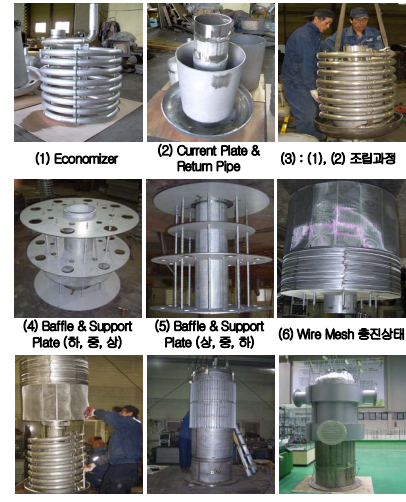 (1) Economizer
(2) Current Plate &
Return Pipe
(3) : (1), (2) 조립과정
(4) Baffle & Support
Plate (하, 중, 상)
(5) Baffle & Support
Plate (상, 중, 하)
(6) Wire Mesh 충진상태